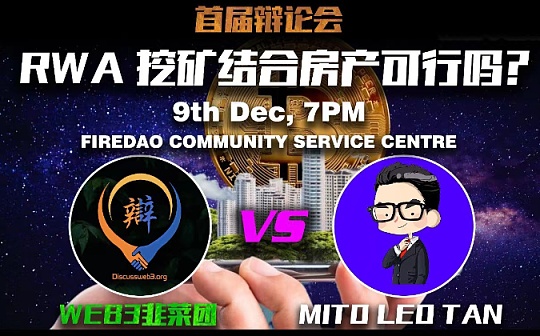 首届辩论会
RWA 挖矿结合房产可行吗?
9th Dec, 7PM
FIREDAO COMMUNITY SERVICE CENTRE
辯
Discussweb3.org
VS
WEB3韭菜团
MITO LEO TAN